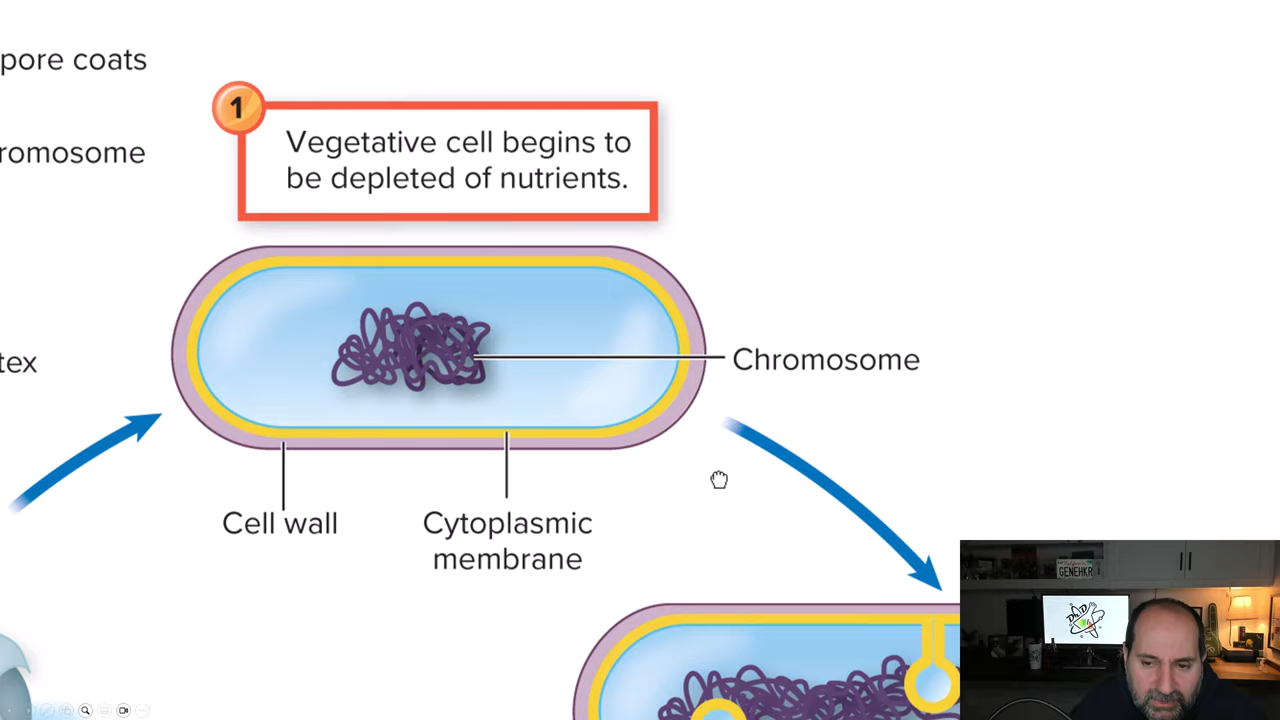 pore coats
romosome
1
Vegetative cell begins to
be depleted of nutrients.
tex
Chromosome
Cell wall
Cytoplasmic
membrane
GENEHKR
PhD